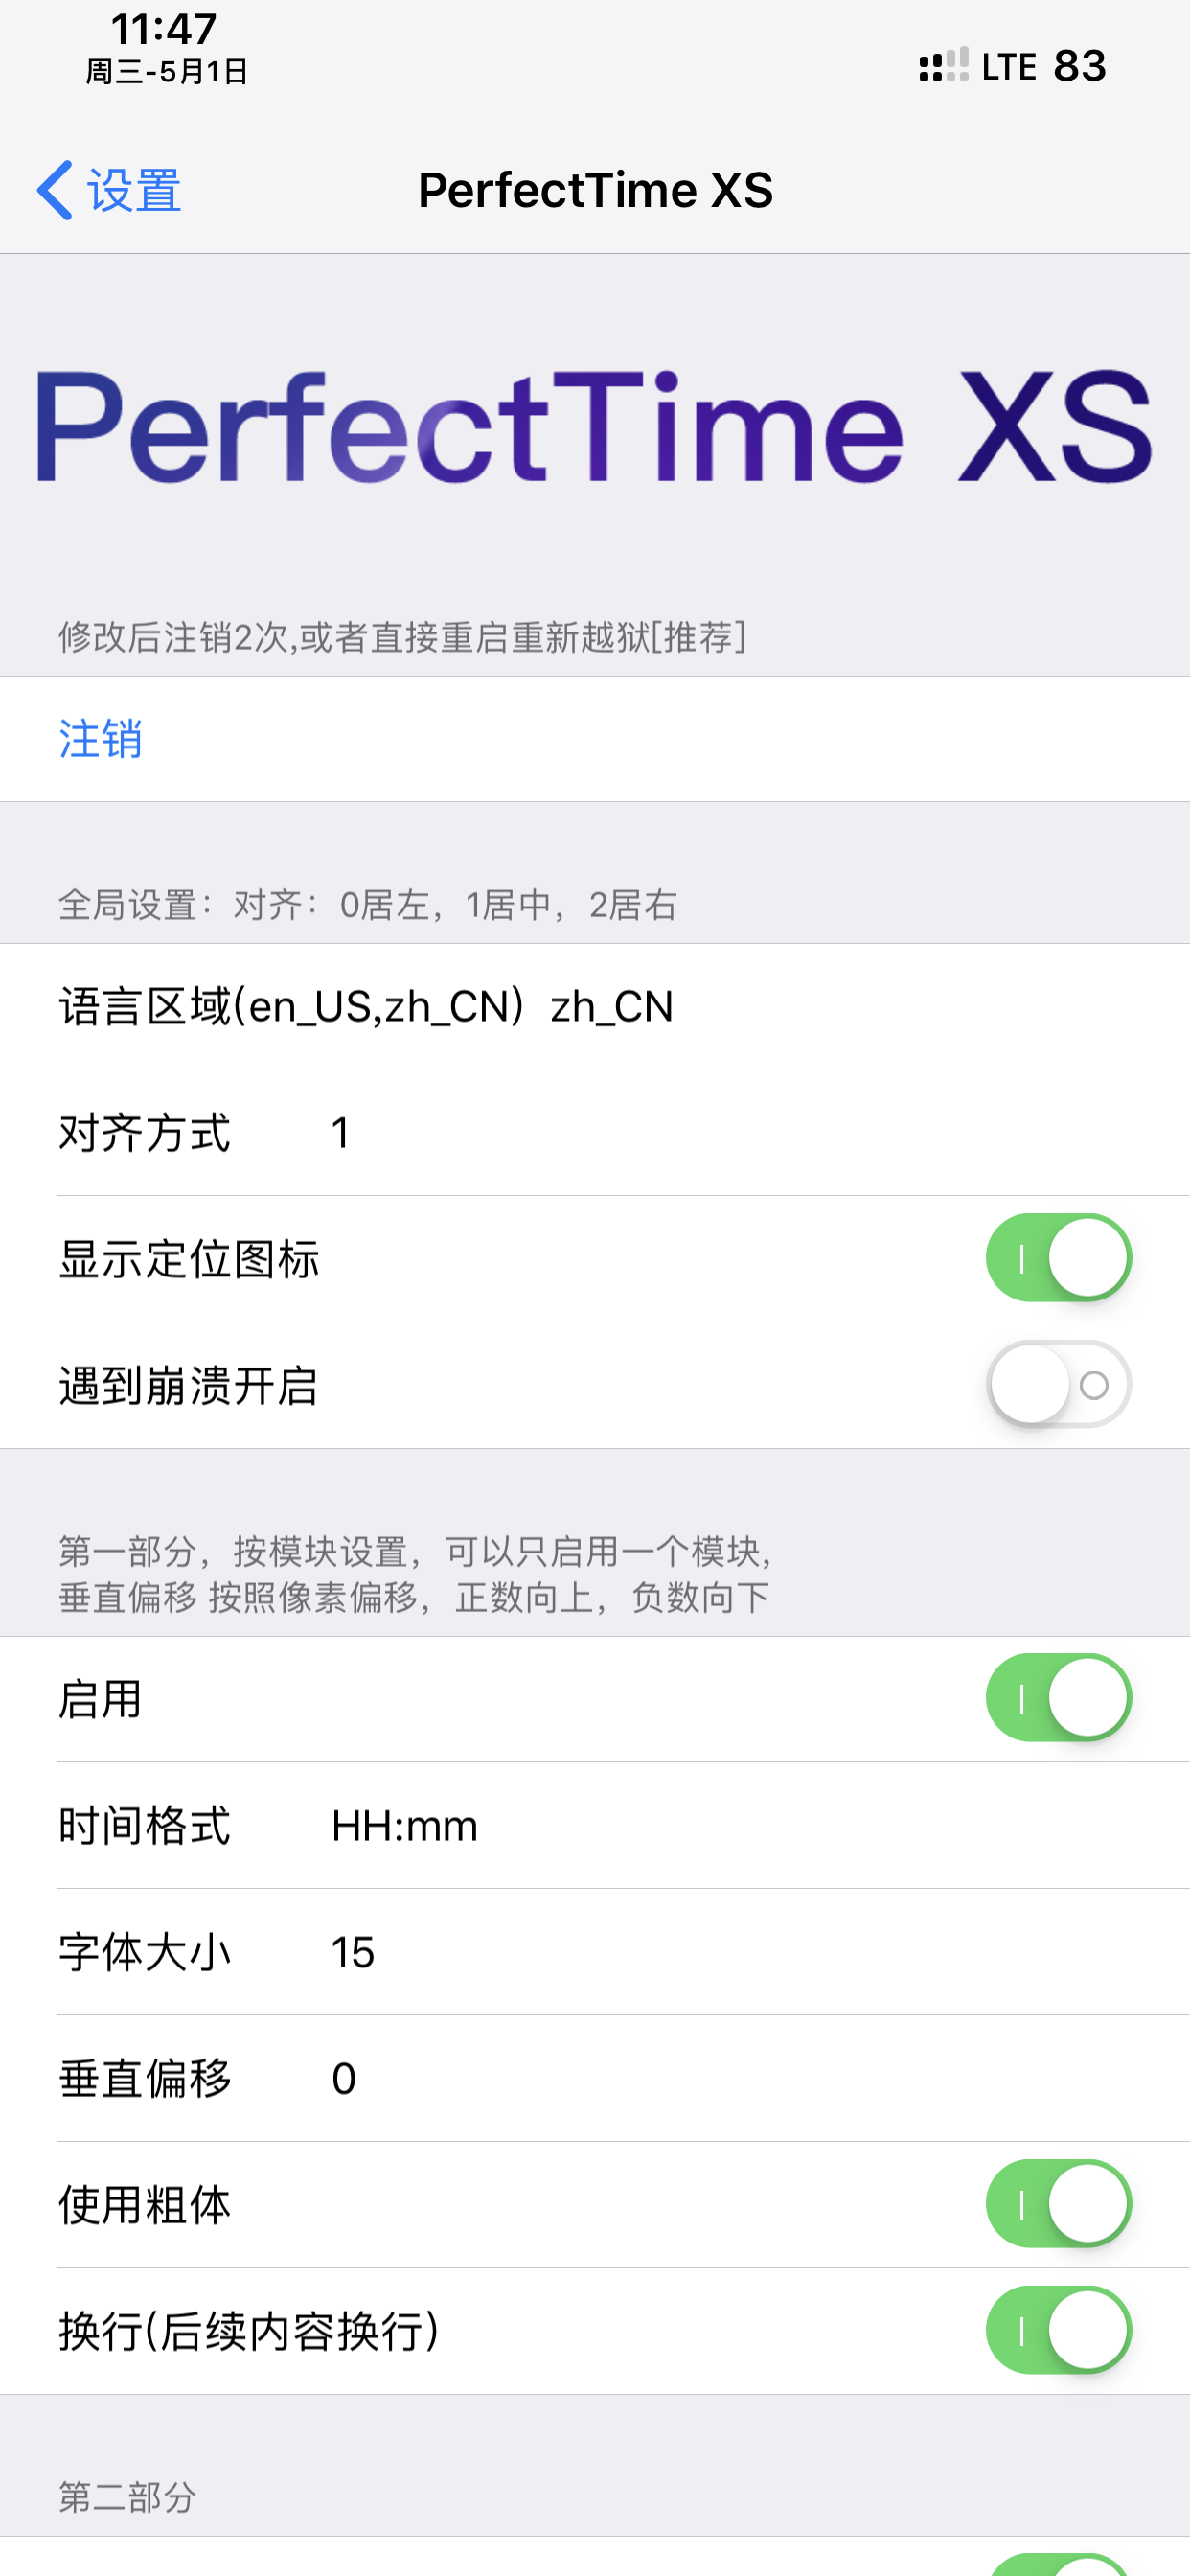 11:47
周三-5月1日
LTE 83
设置
PerfectTime XS
PerfectTime XS
修改后注销2次,或者直接重启重新越狱[推荐]
注销
全局设置：对齐：0居左，1居中，2居右
语言区域(en_US,zh_CN) zh_CN
对齐方式 1
显示定位图标
遇到崩溃开启
第一部分，按模块设置，可以只启用一个模块,
垂直偏移 按照像素偏移，正数向上，负数向下
启用
时间格式 HH:mm
字体大小 15
垂直偏移 0
使用粗体
换行(后续内容换行)
第二部分